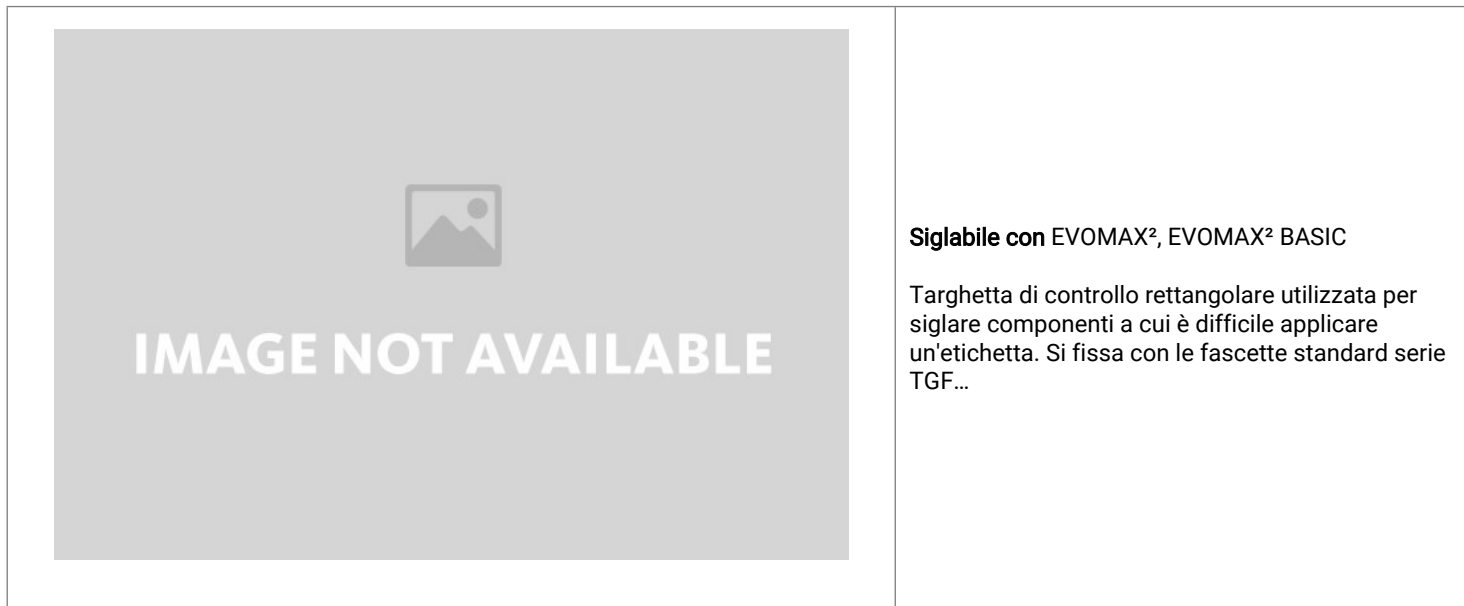 IMAGE NOT AVAILABLE
Siglabile con EVOMAX², EVOMAX² BASIC
Targhetta di controllo rettangolare utilizzata per
siglare componenti a cui è difficile applicare
un'etichetta. Si fissa con le fascette standard serie
TGF…